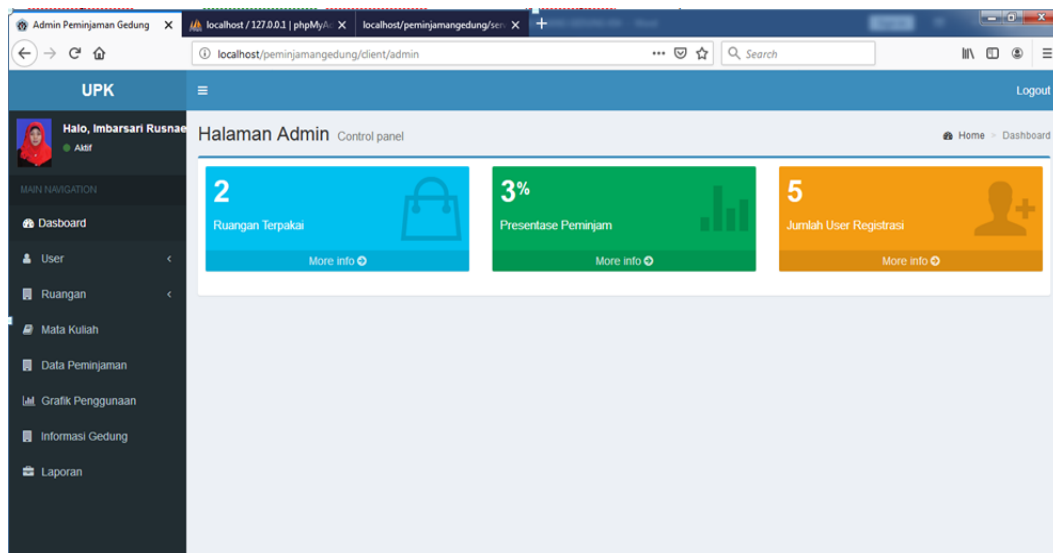 Admin Peminjaman Gedung
localhost / 127.0.0.1 | phpMyA
localhost/peminjamangedung/ser
localhost/peminjamangedung/client/admin
Search
UPK
Logout
Halo, Imbarsari Rusnae
Aktif
Halaman Admin Control panel
Home > Dashboard
MAIN NAVIGATION
Dasboard
User
Ruangan
Mata Kuliah
Data Peminjaman
Grafik Penggunaan
Informasi Gedung
Laporan
2
Ruangan Terpakai
More info
3%
Presentase Peminjam
More info
5
Jumlah User Registrasi
More info